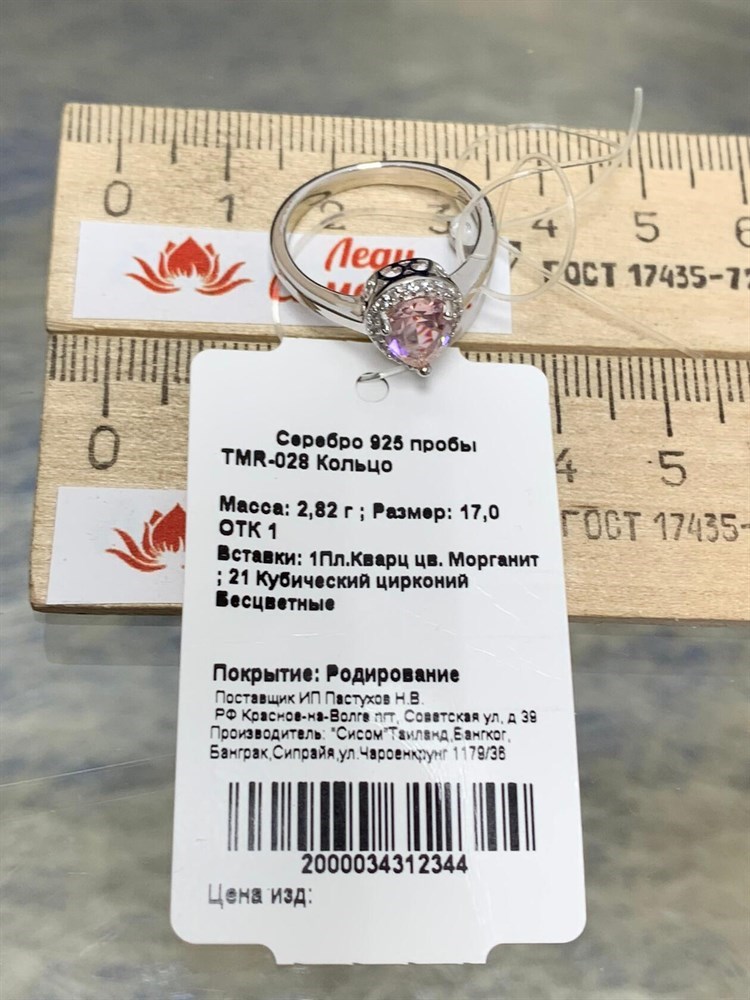 0 1 2 3 4 5 6
Леди
ГОСТ 17435-7
0 4 5
ГОСТ 17435-
Серебро 925 пробы
TMR-028 Кольцо
Масса: 2,82 г ; Размер: 17,0
ОТК 1
Вставки: 1Пл.Кварц цв. Морганит
; 21 Кубический цирконий
Бесцветные
Покрытие: Родирование
Поставщик ИП Пастухов Н.В.
РФ Красное-на-Волге пгт, Советская ул, д 39
Производитель: "Сисом"Таиланд,Бангког,
Банграк,Сипрайя,ул.Чароенкрунг 1179/36
2000034312344
Цена изд: